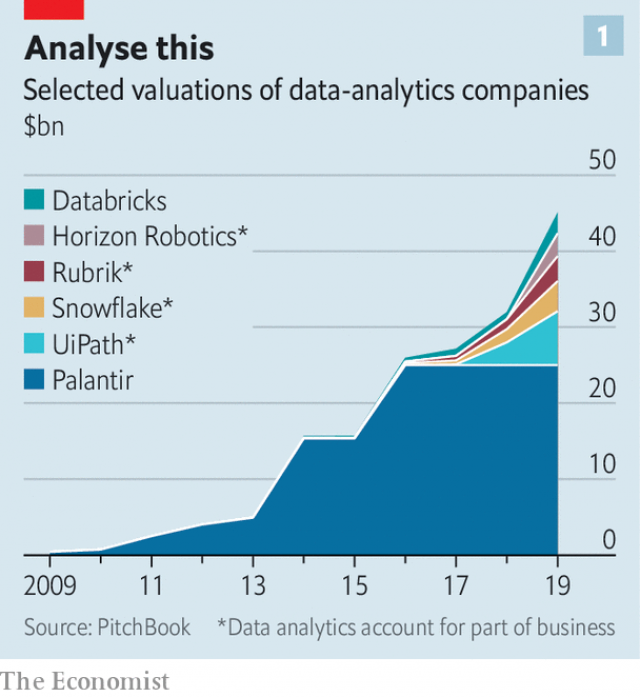 1
Analyse this
Selected valuations of data-analytics companies
$bn
50
Databricks
Horizon Robotics*
40
Rubrik*
Snowflake*
30
UiPath*
Palantir
20
10
0
2009 11 13 15 17 19
Source: PitchBook *Data analytics account for part of business
The Economist